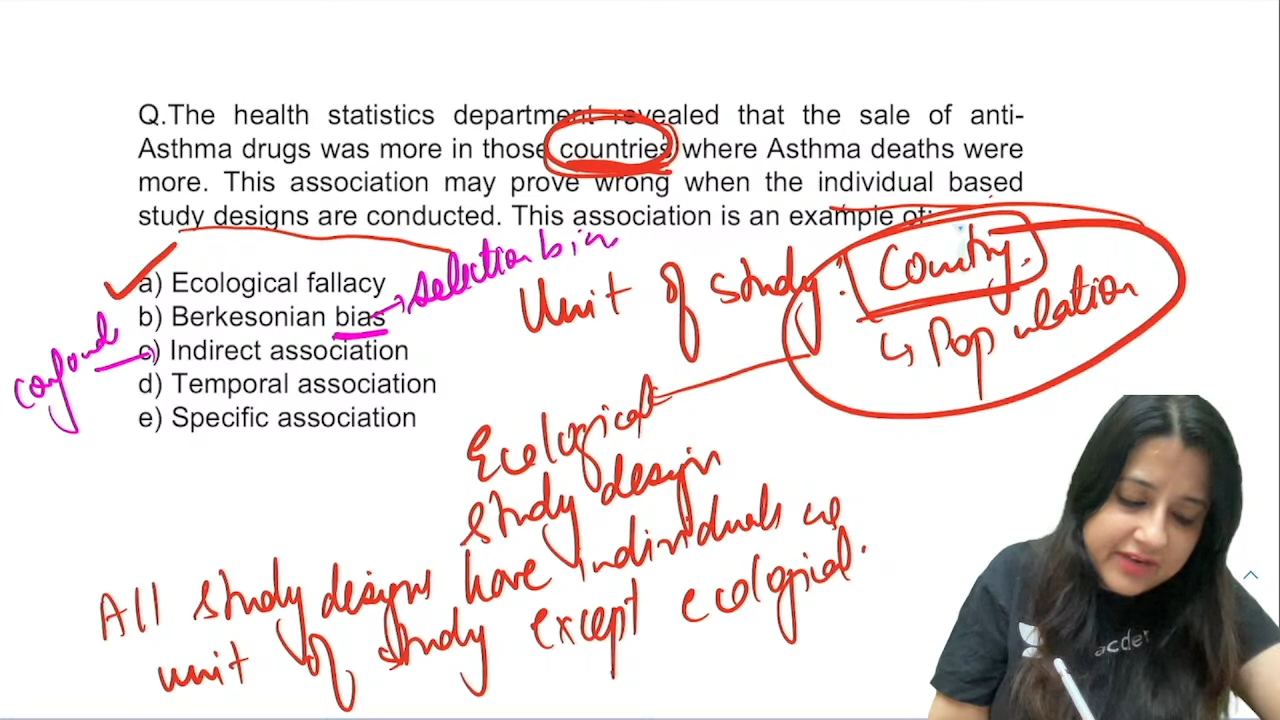 Q.The health statistics department revealed that the sale of anti-
Asthma drugs was more in those countries where Asthma deaths were
more. This association may prove wrong when the individual based
study designs are conducted. This association is an example of:
a) Ecological fallacy
b) Berkesonian bias
c) Indirect association
d) Temporal association
e) Specific association
selection bias
confound
Unit of study: Country.
↳ Population
Ecological
study design
All study designs have individuals as
unit of study except ecological.